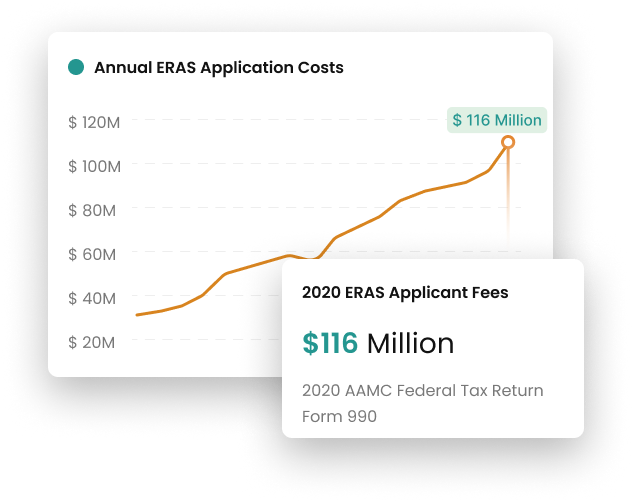 Annual ERAS Application Costs
$ 116 Million
$ 120M
$ 100M
$ 80M
$ 60M
$ 40M
$ 20M
2020 ERAS Applicant Fees
$116 Million
2020 AAMC Federal Tax Return
Form 990